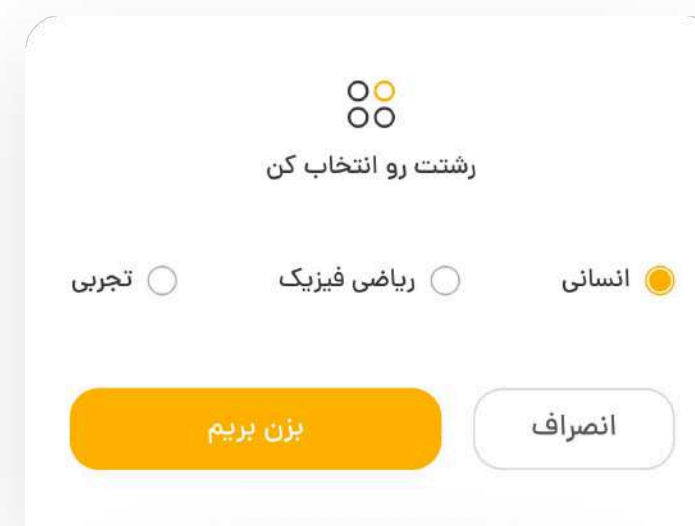 رشتت رو انتخاب کن
انسانی ریاضی فیزیک تجربی
انصراف بزن بریم